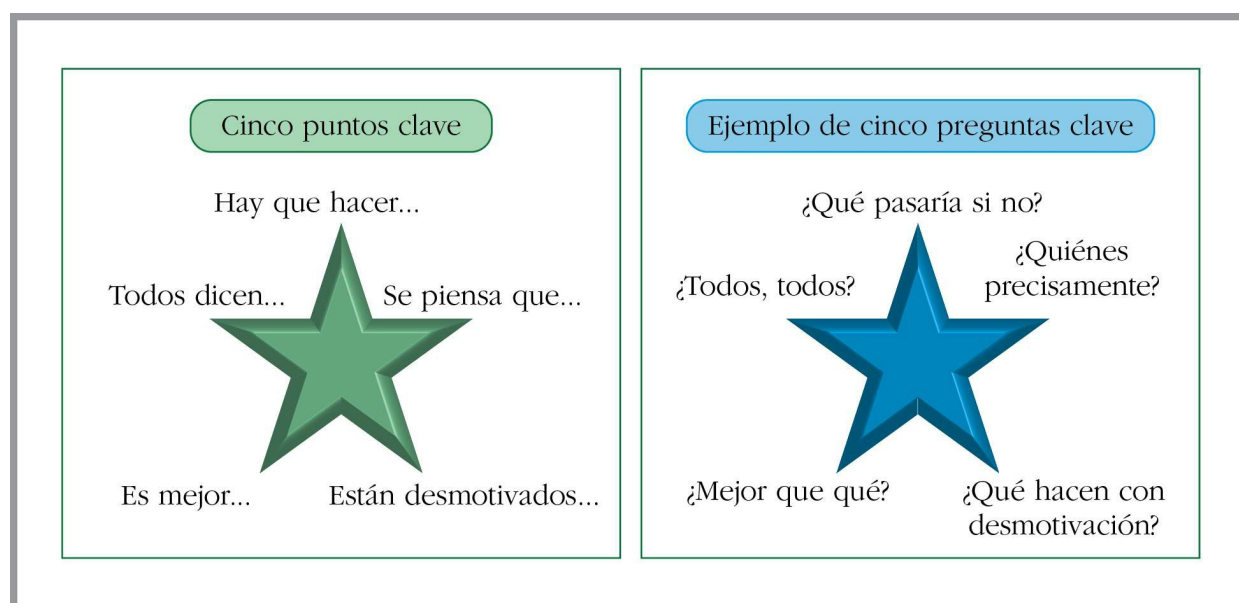 Cinco puntos clave
Hay que hacer...
Todos dicen...
Se piensa que...
Es mejor...
Están desmotivados...
Ejemplo de cinco preguntas clave
¿Qué pasaría si no?
¿Todos, todos?
¿Quiénes
precisamente?
¿Mejor que qué?
¿Qué hacen con
desmotivación?